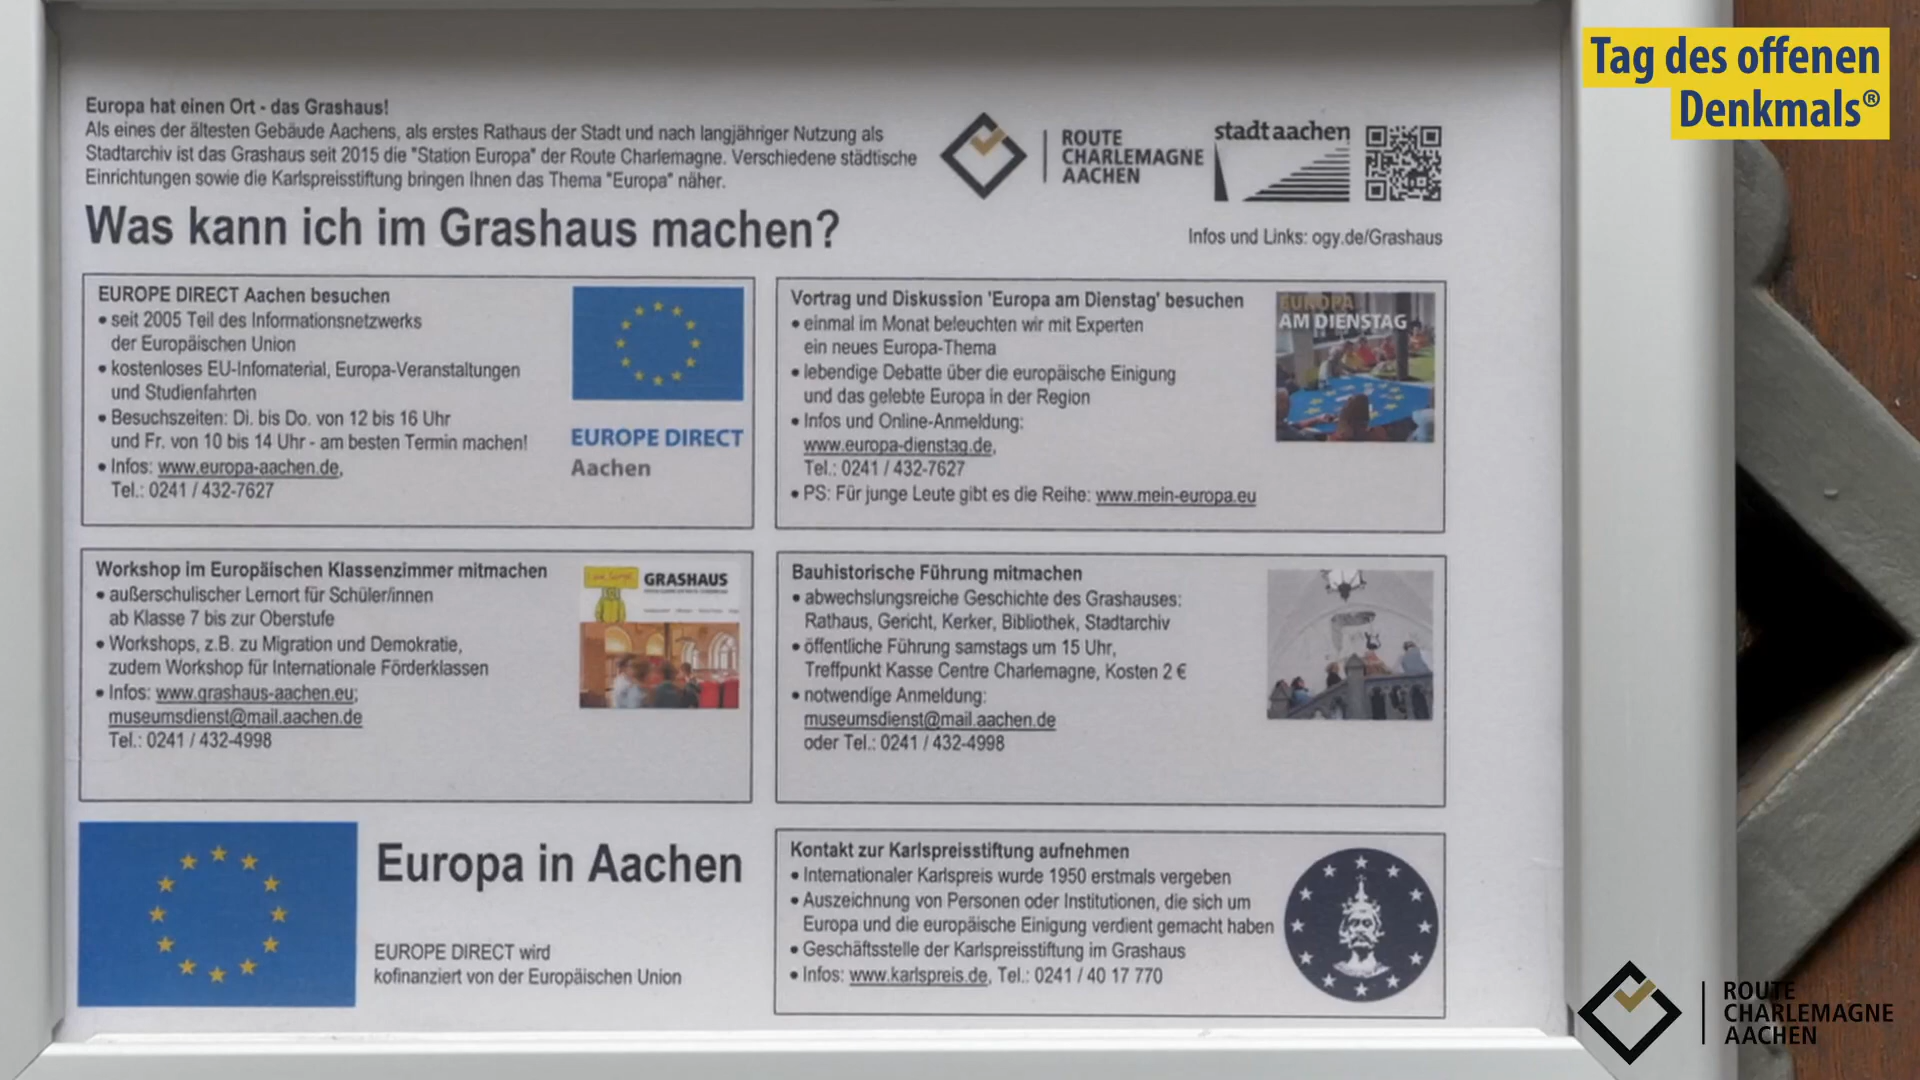 Tag des offenen
Denkmals®
Europa hat einen Ort - das Grashaus!
Als eines der ältesten Gebäude Aachens, als erstes Rathaus der Stadt und nach langjähriger Nutzung als
Stadtarchiv ist das Grashaus seit 2015 die "Station Europa" der Route Charlemagne. Verschiedene städtische
Einrichtungen sowie die Karlspreisstiftung bringen Ihnen das Thema "Europa" näher.
ROUTE
CHARLEMAGNE
AACHEN
stadt aachen
Was kann ich im Grashaus machen?
Infos und Links: ogy.de/Grashaus
EUROPE DIRECT Aachen besuchen
• seit 2005 Teil des Informationsnetzwerks
der Europäischen Union
• kostenloses EU-Infomaterial, Europa-Veranstaltungen
und Studienfahrten
• Besuchszeiten: Di. bis Do. von 12 bis 16 Uhr
und Fr. von 10 bis 14 Uhr - am besten Termin machen!
• Infos: www.europa-aachen.de,
Tel.: 0241 / 432-7627
EUROPE DIRECT
Aachen
Vortrag und Diskussion 'Europa am Dienstag' besuchen
• einmal im Monat beleuchten wir mit Experten
ein neues Europa-Thema
• lebendige Debatte über die europäische Einigung
und das gelebte Europa in der Region
• Infos und Online-Anmeldung:
www.europa-dienstag.de,
Tel.: 0241 / 432-7627
• PS: Für junge Leute gibt es die Reihe: www.mein-europa.eu
EUROPA
AM DIENSTAG
Workshop im Europäischen Klassenzimmer mitmachen
• außerschulischer Lernort für Schüler/innen
ab Klasse 7 bis zur Oberstufe
• Workshops, z.B. zu Migration und Demokratie,
zudem Workshop für Internationale Förderklassen
• Infos: www.grashaus-aachen.eu;
museumsdienst@mail.aachen.de
Tel.: 0241 / 432-4998
GRASHAUS
Bauhistorische Führung mitmachen
• abwechslungsreiche Geschichte des Grashauses:
Rathaus, Gericht, Kerker, Bibliothek, Stadtarchiv
• öffentliche Führung samstags um 15 Uhr,
Treffpunkt Kasse Centre Charlemagne, Kosten 2 €
• notwendige Anmeldung:
museumsdienst@mail.aachen.de
oder Tel.: 0241 / 432-4998
Europa in Aachen
EUROPE DIRECT wird
kofinanziert von der Europäischen Union
Kontakt zur Karlspreisstiftung aufnehmen
• Internationaler Karlspreis wurde 1950 erstmals vergeben
• Auszeichnung von Personen oder Institutionen, die sich um
Europa und die europäische Einigung verdient gemacht haben
• Geschäftsstelle der Karlspreisstiftung im Grashaus
• Infos: www.karlspreis.de, Tel.: 0241 / 40 17 770
ROUTE
CHARLEMAGNE
AACHEN